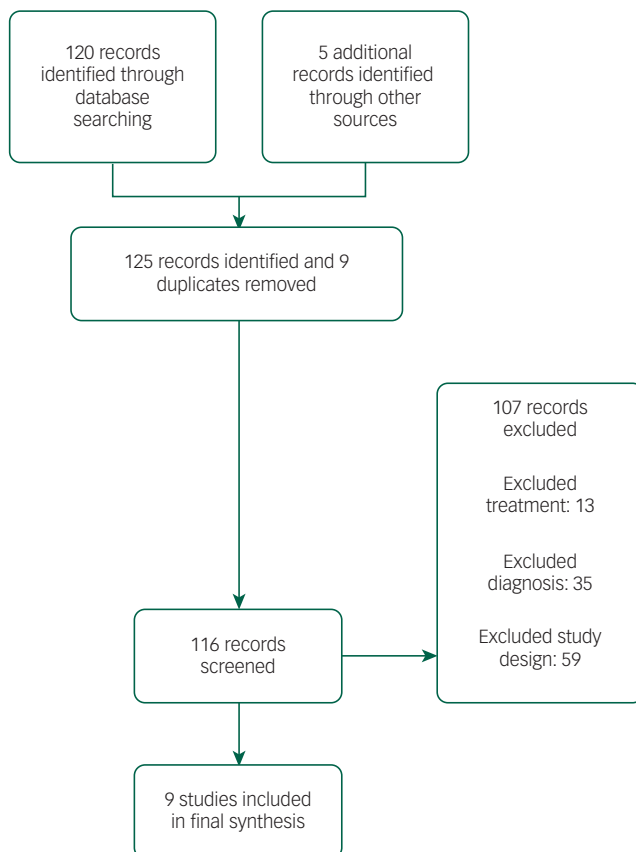 120 records
identified through
database
searching
5 additional
records identified
through other
sources
125 records identified and 9
duplicates removed
107 records
excluded
Excluded
treatment: 13
Excluded
diagnosis: 35
Excluded study
design: 59
116 records
screened
9 studies included
in final synthesis